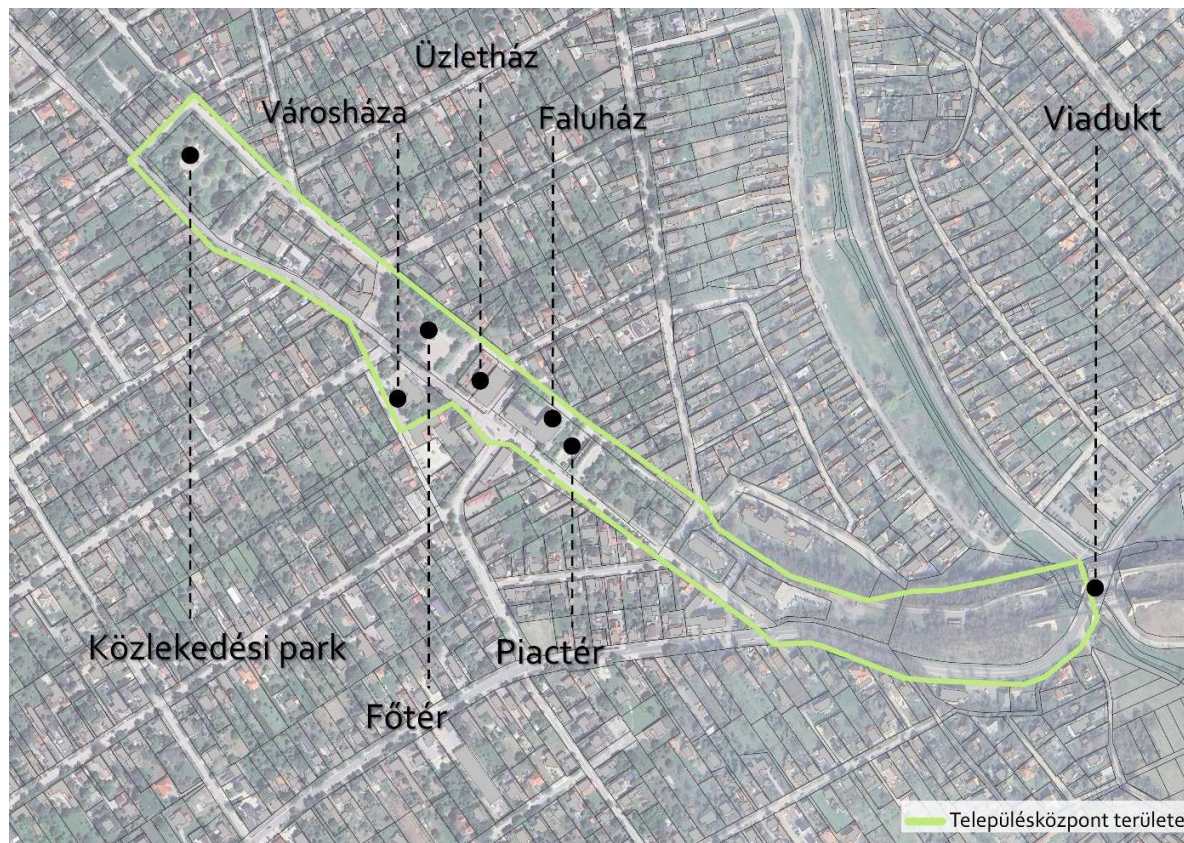 Üzletház
Városháza
Faluház
Viadukt
Közlekedési park
Piactér
Főtér
Településközpont területe